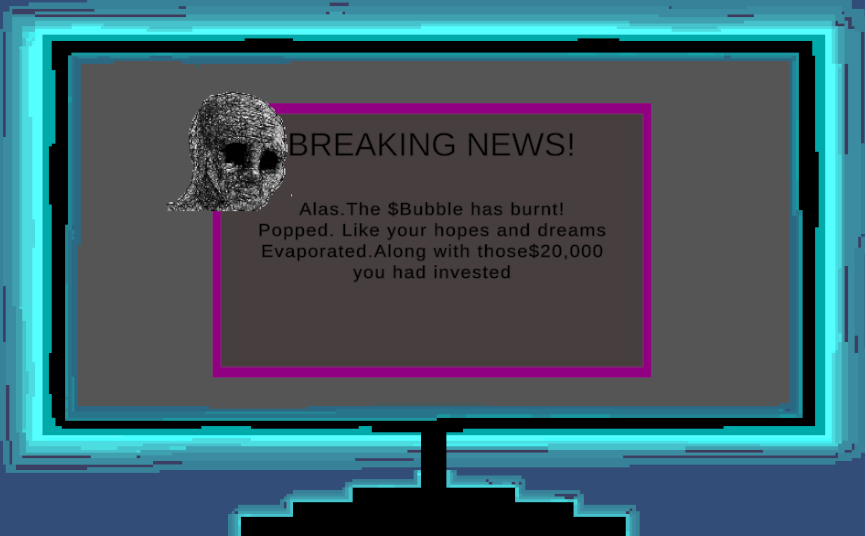 BREAKING NEWS!
Alas.The $Bubble has burnt!
Popped. Like your hopes and dreams
Evaporated.Along with those$20,000
you had invested